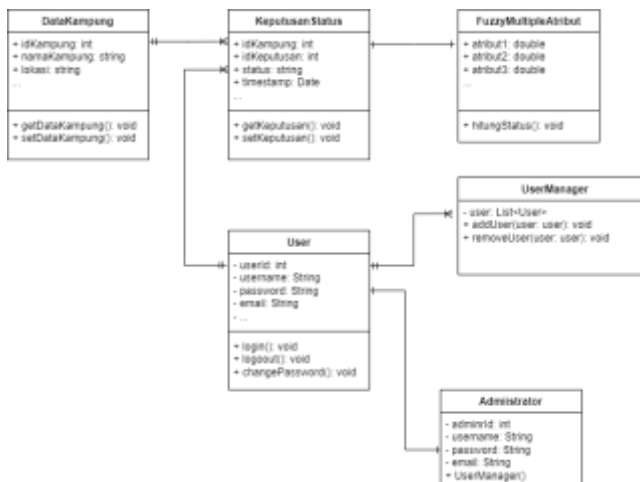 DataKampung
+ idKampung: int
+ namaKampung: string
+ lokasi: string
...
+ getDataKampung(): void
+ setDataKampung(): void
KeputusanStatus
+ idKampung: int
+ idKeputusan: int
+ status: string
+ timestamp: Date
...
+ getKeputusan(): void
+ setKeputusan(): void
FuzzyMultipleAtribut
+ atribut1: double
+ atribut2: double
+ atribut3: double
...
+ hitungStatus(): void
UserManager
- user: List<User>
+ addUser(user: user): void
+ removeUser(user: user): void
User
- userid: int
- username: String
- password: String
- email: String
- ...
+ login(): void
+ logoout(): void
+ changePassword(): void
Admiistrator
- adminrId: int
- username: String
- password: String
- email: String
+ UserManager()